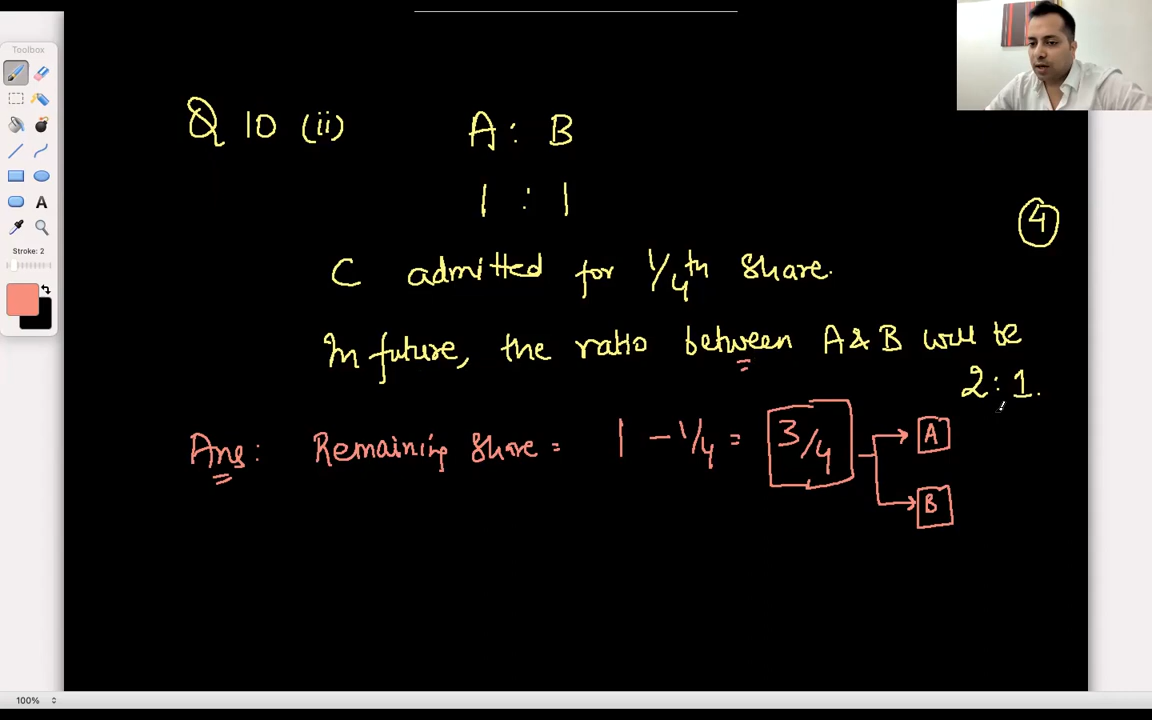 Toolbox
Q 10 (ii) A : B
1 : 1
4
C admitted for 1/4th share.
In future, the ratio between A & B will be
2 : 1.
Ans : Remaining Share = 1 - 1/4 = 3/4
A
B
A
Stroke: 2
100%